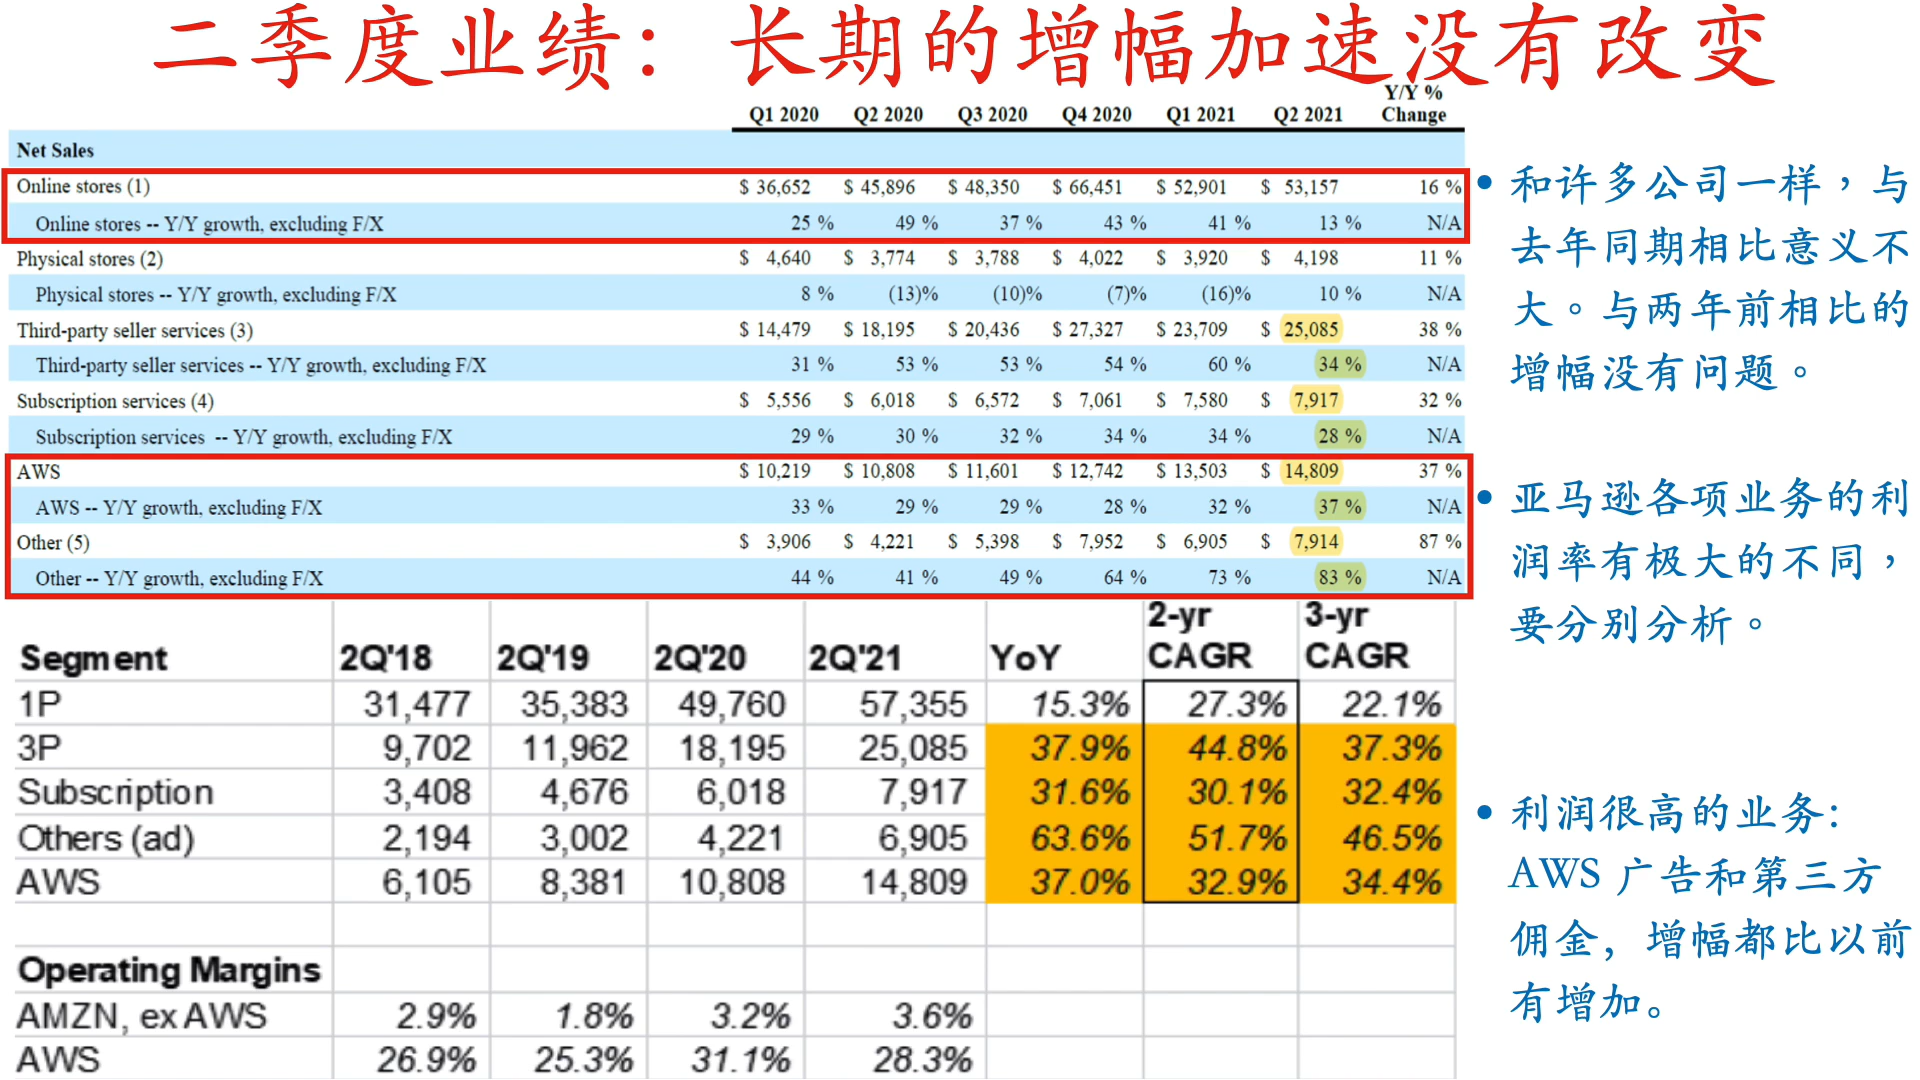 二季度业绩：长期的增幅加速没有改变
Q1 2020 Q2 2020 Q3 2020 Q4 2020 Q1 2021 Q2 2021 Y/Y % Change
Net Sales
Online stores (1) $ 36,652 $ 45,896 $ 48,350 $ 66,451 $ 52,901 $ 53,157 16 %
Online stores -- Y/Y growth, excluding F/X 25 % 49 % 37 % 43 % 41 % 13 % N/A
Physical stores (2) $ 4,640 $ 3,774 $ 3,788 $ 4,022 $ 3,920 $ 4,198 11 %
Physical stores -- Y/Y growth, excluding F/X 8 % (13)% (10)% (7)% (16)% 10 % N/A
Third-party seller services (3) $ 14,479 $ 18,195 $ 20,436 $ 27,327 $ 23,709 $ 25,085 38 %
Third-party seller services -- Y/Y growth, excluding F/X 31 % 53 % 53 % 54 % 60 % 34 % N/A
Subscription services (4) $ 5,556 $ 6,018 $ 6,572 $ 7,061 $ 7,580 $ 7,917 32 %
Subscription services -- Y/Y growth, excluding F/X 29 % 30 % 32 % 34 % 34 % 28 % N/A
AWS $ 10,219 $ 10,808 $ 11,601 $ 12,742 $ 13,503 $ 14,809 37 %
AWS -- Y/Y growth, excluding F/X 33 % 29 % 29 % 28 % 32 % 37 % N/A
Other (5) $ 3,906 $ 4,221 $ 5,398 $ 7,952 $ 6,905 $ 7,914 87 %
Other -- Y/Y growth, excluding F/X 44 % 41 % 49 % 64 % 73 % 83 % N/A
Segment 2Q'18 2Q'19 2Q'20 2Q'21 YoY 2-yr CAGR 3-yr CAGR
1P 31,477 35,383 49,760 57,355 15.3% 27.3% 22.1%
3P 9,702 11,962 18,195 25,085 37.9% 44.8% 37.3%
Subscription 3,408 4,676 6,018 7,917 31.6% 30.1% 32.4%
Others (ad) 2,194 3,002 4,221 6,905 63.6% 51.7% 46.5%
AWS 6,105 8,381 10,808 14,809 37.0% 32.9% 34.4%
Operating Margins
AMZN, ex AWS 2.9% 1.8% 3.2% 3.6%
AWS 26.9% 25.3% 31.1% 28.3%
• 和许多公司一样，与
去年同期相比意义不
大。与两年前相比的
增幅没有问题。
• 亚马逊各项业务的利
润率有极大的不同，
要分别分析。
• 利润很高的业务：
AWS 广告和第三方
佣金，增幅都比以前
有增加。